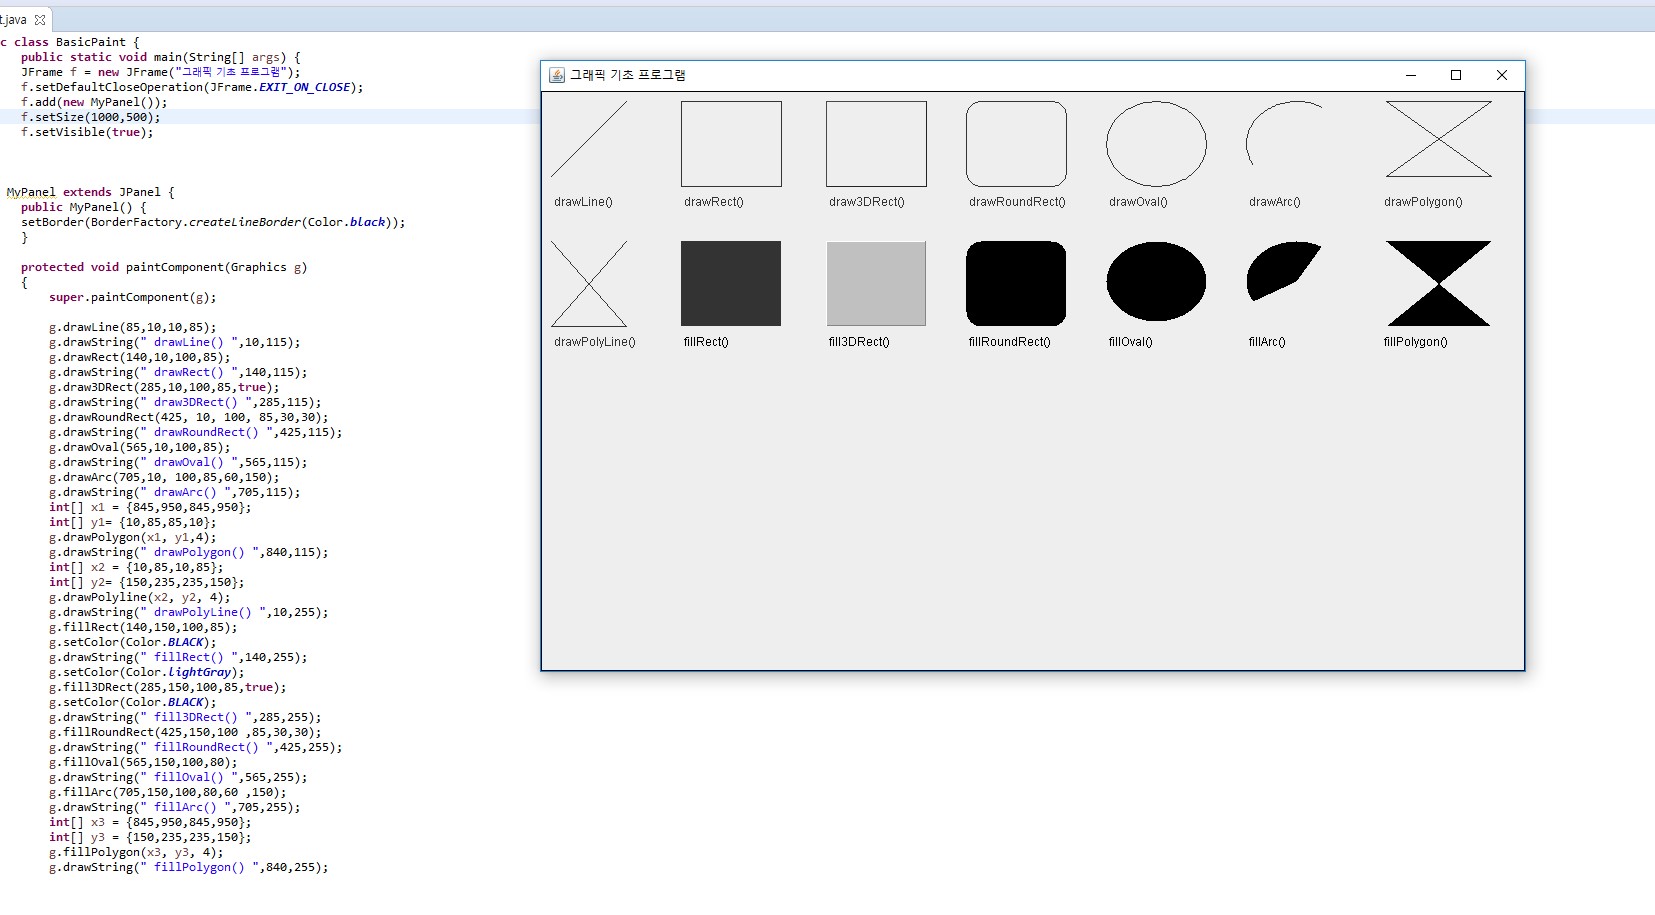 t.java
c class BasicPaint {
public static void main(String[] args) {
JFrame f = new JFrame("그래픽 기초 프로그램");
f.setDefaultCloseOperation(JFrame.EXIT_ON_CLOSE);
f.add(new MyPanel());
f.setSize(1000,500);
f.setVisible(true);
MyPanel extends JPanel {
public MyPanel() {
setBorder(BorderFactory.createLineBorder(Color.black));
}
protected void paintComponent(Graphics g)
{
super.paintComponent(g);
g.drawLine(85,10,10,85);
g.drawString(" drawLine() ",10,115);
g.drawRect(140,10,100,85);
g.drawString(" drawRect() ",140,115);
g.draw3DRect(285,10,100,85,true);
g.drawString(" draw3DRect() ",285,115);
g.drawRoundRect(425, 10, 100, 85,30,30);
g.drawString(" drawRoundRect() ",425,115);
g.drawOval(565,10,100,85);
g.drawString(" drawOval() ",565,115);
g.drawArc(705,10, 100,85,60,150);
g.drawString(" drawArc() ",705,115);
int[] x1 = {845,950,845,950};
int[] y1= {10,85,85,10};
g.drawPolygon(x1, y1,4);
g.drawString(" drawPolygon() ",840,115);
int[] x2 = {10,85,10,85};
int[] y2= {150,235,235,150};
g.drawPolyline(x2, y2, 4);
g.drawString(" drawPolyLine() ",10,255);
g.fillRect(140,150,100,85);
g.setColor(Color.BLACK);
g.drawString(" fillRect() ",140,255);
g.setColor(Color.lightGray);
g.fill3DRect(285,150,100,85,true);
g.setColor(Color.BLACK);
g.drawString(" fill3DRect() ",285,255);
g.fillRoundRect(425,150,100 ,85,30,30);
g.drawString(" fillRoundRect() ",425,255);
g.fillOval(565,150,100,80);
g.drawString(" fillOval() ",565,255);
g.fillArc(705,150,100,80,60 ,150);
g.drawString(" fillArc() ",705,255);
int[] x3 = {845,950,845,950};
int[] y3 = {150,235,235,150};
g.fillPolygon(x3, y3, 4);
g.drawString(" fillPolygon() ",840,255);
그래픽 기초 프로그램
drawLine() drawRect() draw3DRect() drawRoundRect() drawOval() drawArc() drawPolygon()
drawPolyLine() fillRect() fill3DRect() fillRoundRect() fillOval() fillArc() fillPolygon()